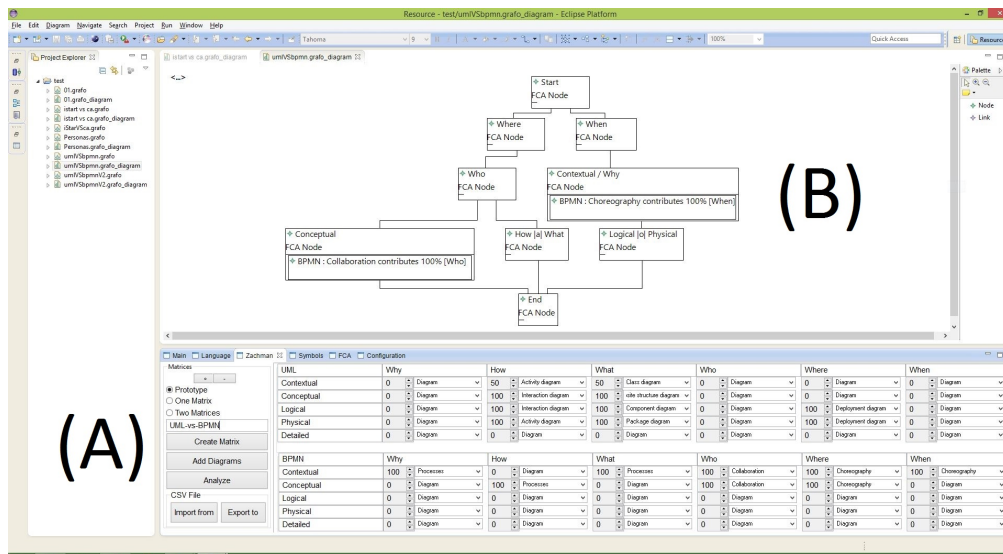 Resource - test/umlVSbpmn.grafo_diagram - Eclipse Platform
File Edit Diagram Navigate Search Project Run Window Help
Tahoma 9 100% Quick Access Resource
Project Explorer
test
01.grafo
01.grafo_diagram
istart vs ca.grafo
istart vs ca.grafo_diagram
iStarVSca.grafo
Personas.grafo
Personas.grafo_diagram
umlVSbpmn.grafo
umlVSbpmn.grafo_diagram
umlVSbpmnV2.grafo
umlVSbpmnV2.grafo_diagram
istart vs ca.grafo_diagram umlVSbpmn.grafo_diagram
<...>
Start
FCA Node
Where
FCA Node
When
FCA Node
Who
FCA Node
Contextual / Why
FCA Node
BPMN : Choreography contributes 100% [When]
Conceptual
FCA Node
BPMN : Collaboration contributes 100% [Who]
How |a| What
FCA Node
Logical |o| Physical
FCA Node
End
FCA Node
(B)
Palette
Node
Link
Main Language Zachman Symbols FCA Configuration
Matrices
+ -
Prototype
One Matrix
Two Matrices
UML-vs-BPMN
Create Matrix
Add Diagrams
Analyze
CSV File
Import from Export to
(A)
UML Why How What Who Where When
Contextual 0 Diagram 50 Activity diagram 50 Class diagram 0 Diagram 0 Diagram 0 Diagram
Conceptual 0 Diagram 100 Interaction diagram 100 site structure diagram 0 Diagram 0 Diagram 0 Diagram
Logical 0 Diagram 100 Interaction diagram 100 Component diagram 0 Diagram 100 Deployment diagram 0 Diagram
Physical 0 Diagram 100 Activity diagram 100 Package diagram 0 Diagram 100 Deployment diagram 0 Diagram
Detailed 0 Diagram 0 Diagram 0 Diagram 0 Diagram 0 Diagram 0 Diagram
BPMN Why How What Who Where When
Contextual 100 Processes 0 Diagram 100 Processes 100 Collaboration 100 Choreography 100 Choreography
Conceptual 0 Diagram 100 Processes 0 Diagram 100 Collaboration 100 Choreography 0 Diagram
Logical 0 Diagram 0 Diagram 0 Diagram 0 Diagram 0 Diagram 0 Diagram
Physical 0 Diagram 0 Diagram 0 Diagram 0 Diagram 0 Diagram 0 Diagram
Detailed 0 Diagram 0 Diagram 0 Diagram 0 Diagram 0 Diagram 0 Diagram